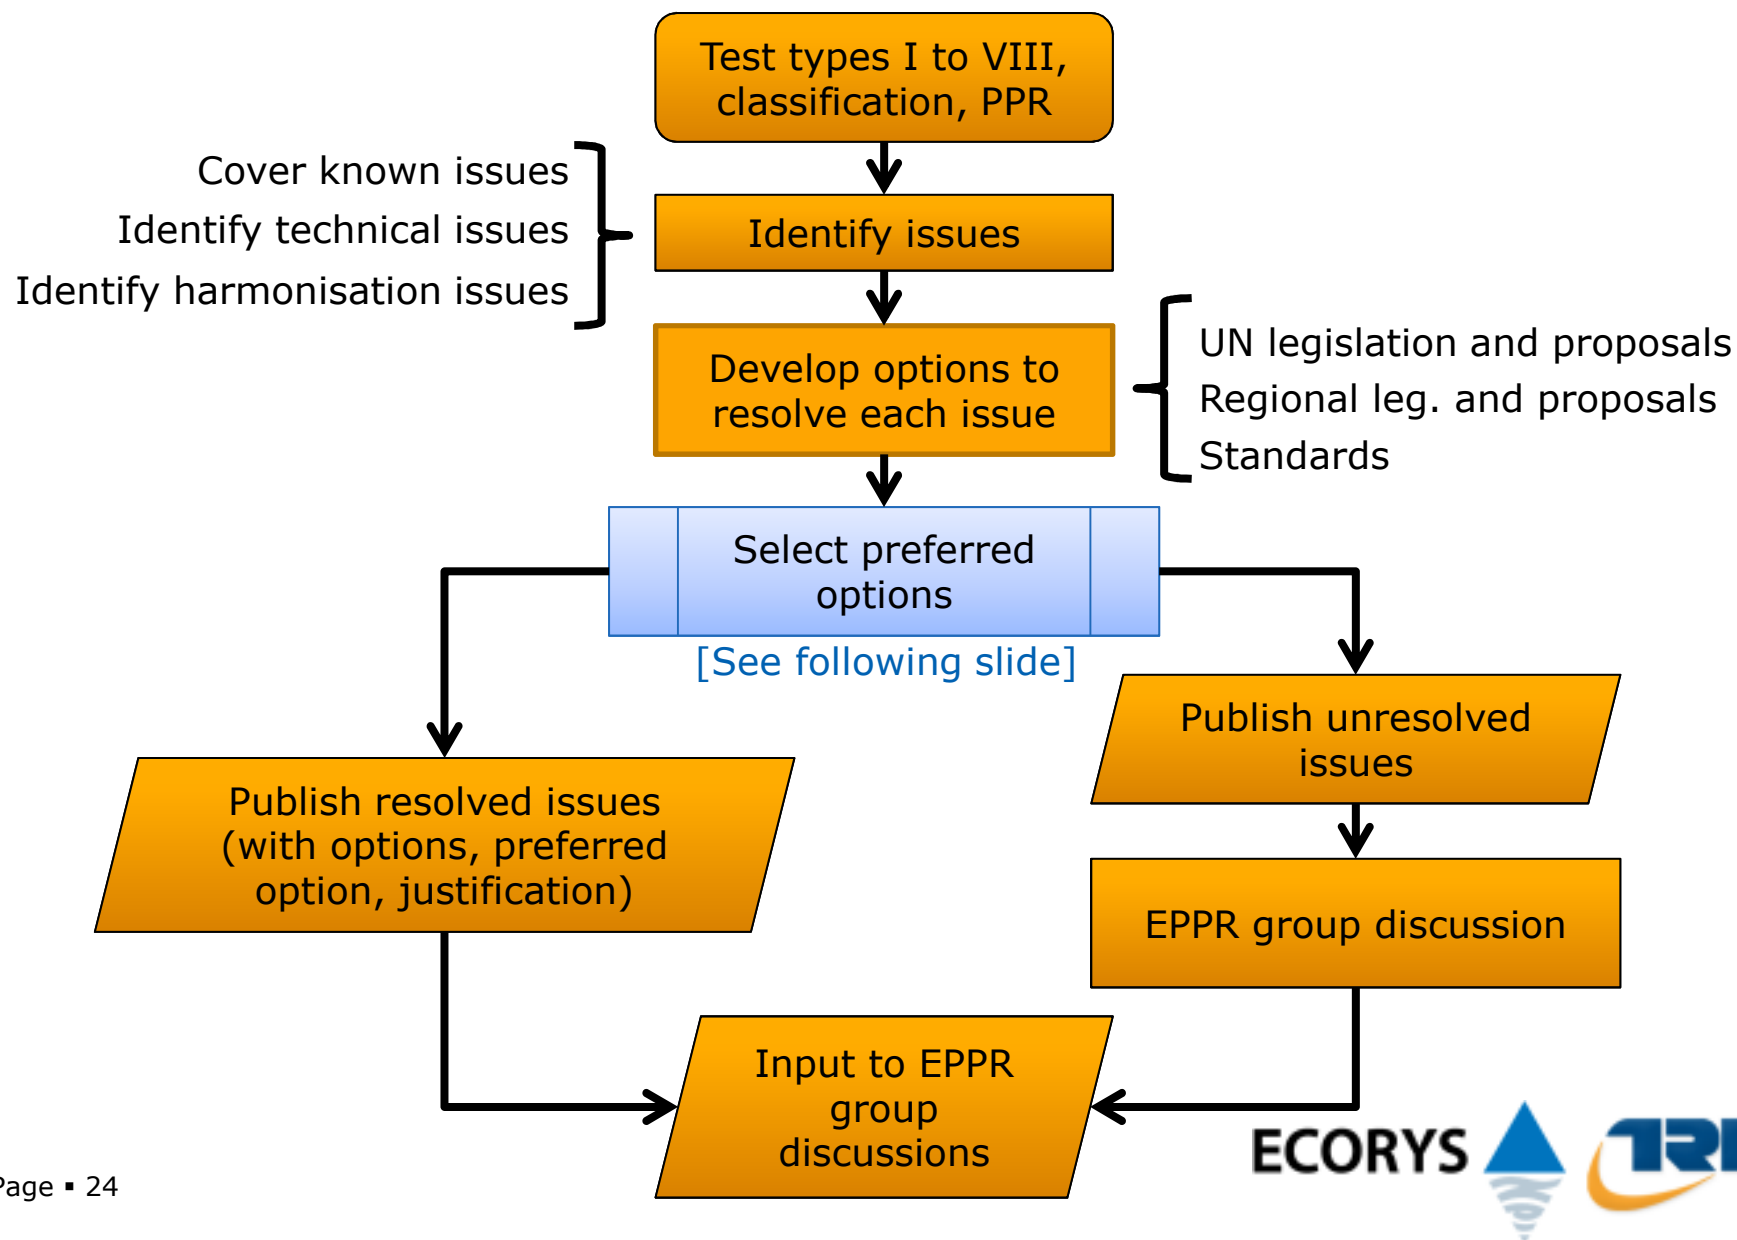 Test types I to VIII,
classification, PPR
Cover known issues
Identify technical issues
Identify harmonisation issues
Identify issues
Develop options to
resolve each issue
UN legislation and proposals
Regional leg. and proposals
Standards
Select preferred
options
[See following slide]
Publish unresolved
issues
Publish resolved issues
(with options, preferred
option, justification)
EPPR group discussion
Input to EPPR
group
discussions
ECORYS
Page ▪ 24